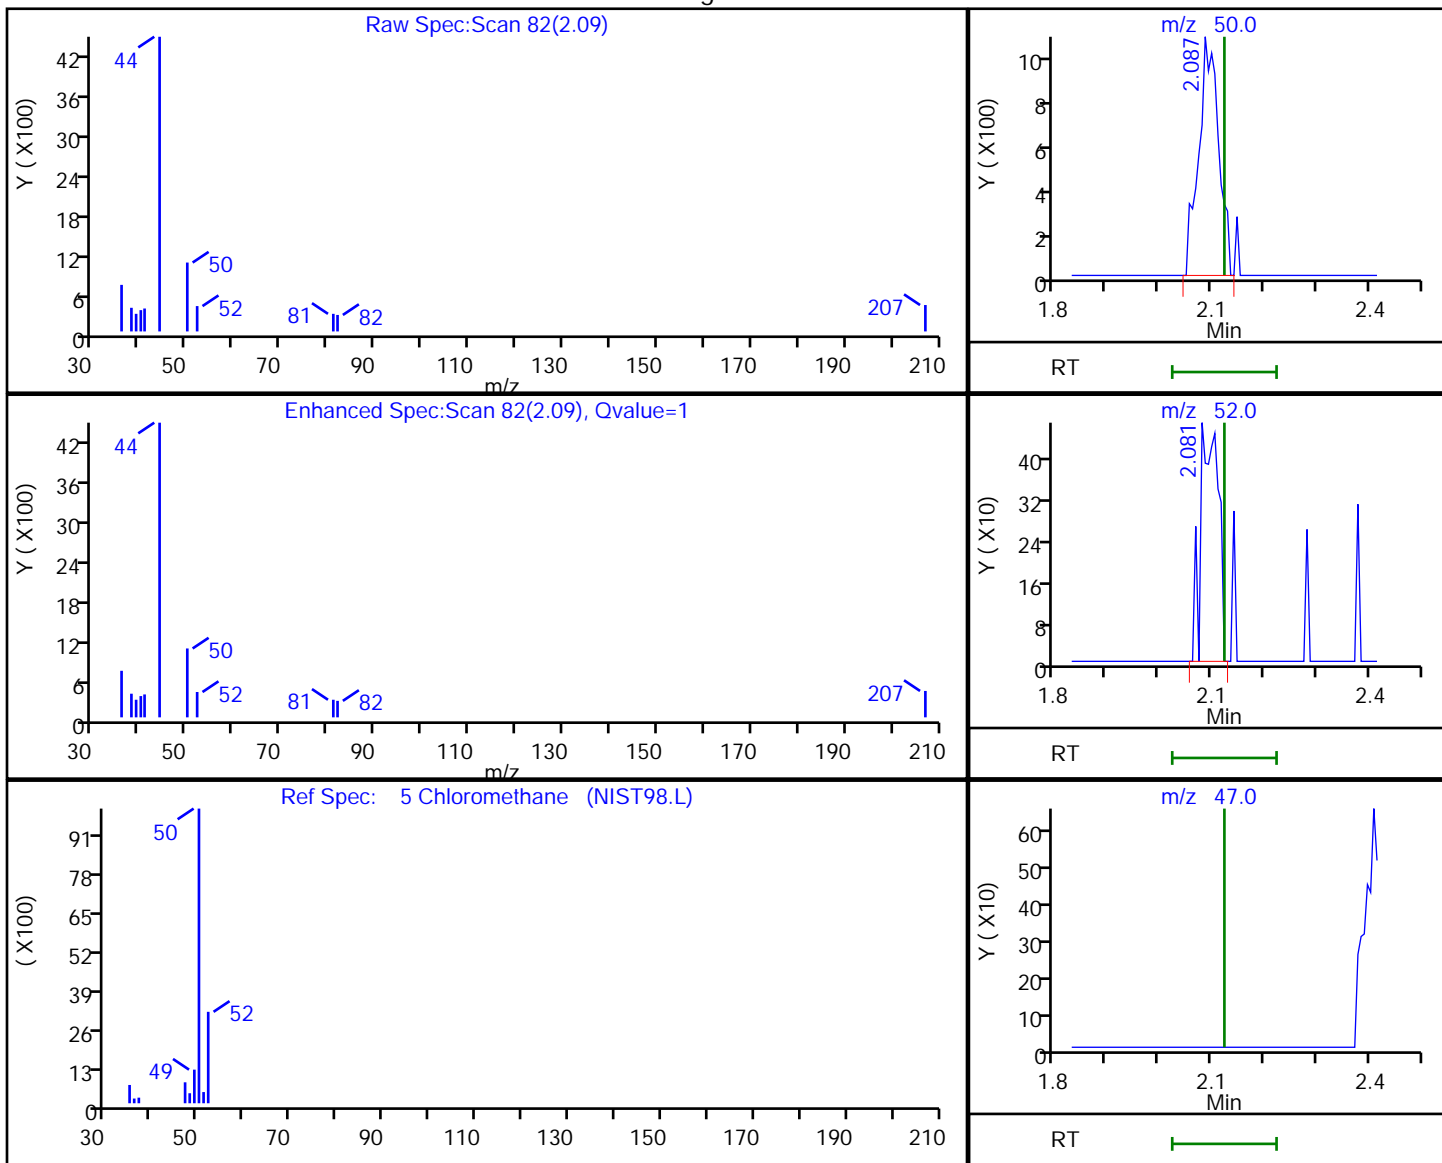 Raw Spec:Scan 82(2.09)
Y ( X100)
42
36
30
24
18
12
6
0
44
50
52
81
82
207
30 50 70 90 110 130 150 170 190 210
m/z
m/z 50.0
Y ( X100)
10
8
6
4
2
0
2.087
1.8 2.1 2.4
Min
RT
Enhanced Spec:Scan 82(2.09), Qvalue=1
Y ( X100)
42
36
30
24
18
12
6
0
44
50
52
81
82
207
30 50 70 90 110 130 150 170 190 210
m/z
m/z 52.0
Y ( X10)
40
32
24
16
8
0
2.081
1.8 2.1 2.4
Min
RT
Ref Spec: 5 Chloromethane (NIST98.L)
( X100)
91
78
65
52
39
26
13
0
50
52
49
30 50 70 90 110 130 150 170 190 210
m/z 47.0
Y ( X10)
60
50
40
30
20
10
0
1.8 2.1 2.4
Min
RT